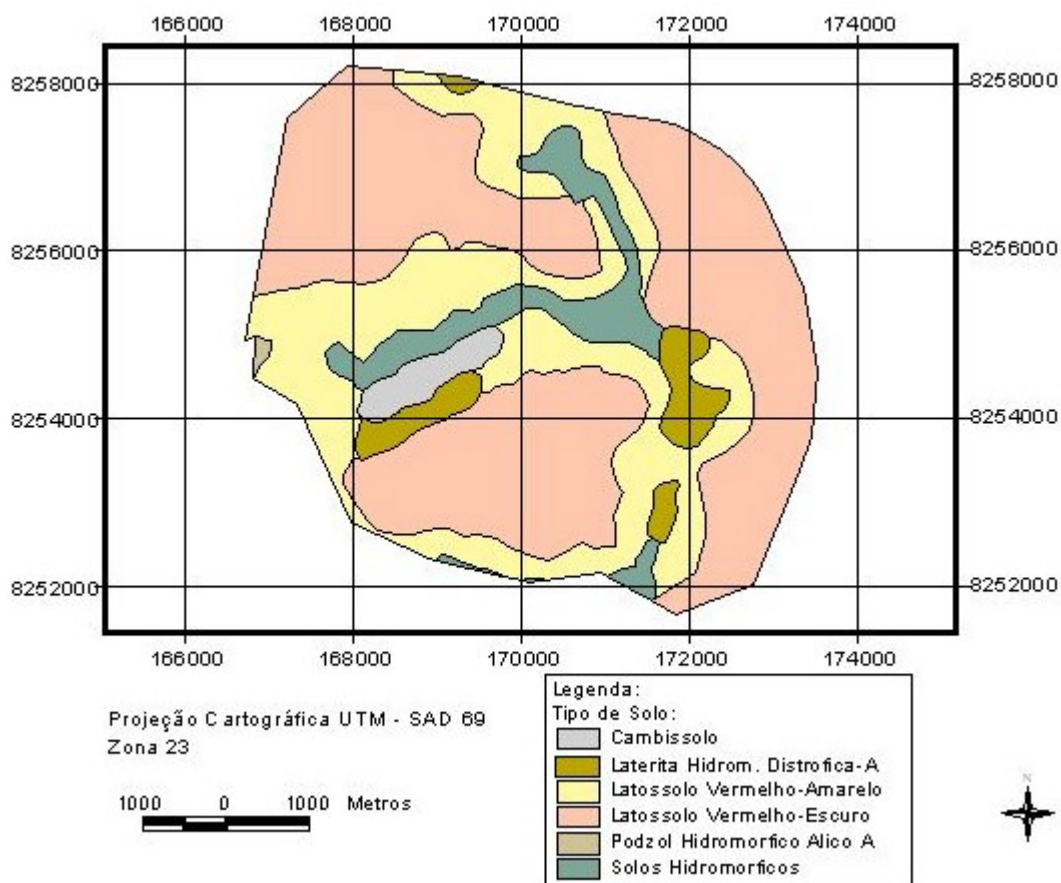 166000 168000 170000 172000 174000
8258000 8258000
8256000 8256000
8254000 8254000
8252000 8252000
166000 168000 170000 172000 174000
Projeção Cartográfica UTM - SAD 69
Zona 23
1000 0 1000 Metros
Legenda:
Tipo de Solo:
Cambissolo
Laterita Hidrom. Distrofica-A
Latossolo Vermelho-Amarelo
Latossolo Vermelho-Escuro
Podzol Hidromorfico Alico A
Solos Hidromorficos
N